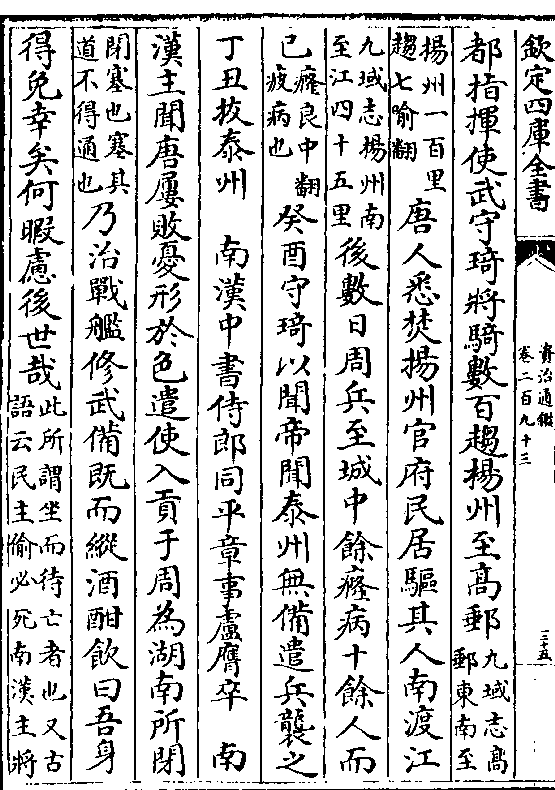 欽定四庫全書
資治通鑑
卷二百九十三
三十五
都指揮使武守琦將騎數百趨揚州至高郵
九域志高
郵東南至
揚州一百里
趨七喻翻
唐人悉焚揚州官府民居驅其人南渡江
九域志揚州南
至江四十五里
後數日周兵至城中餘癃病十餘人而
已
癃良中翻
疲病也
癸酉守琦以聞帝聞泰州無備遣兵襲之
丁丑拔泰州　南漢中書侍郎同平章事盧膺卒　南
漢主聞唐屢敗憂形於色遣使入貢于周為湖南所閉
閉塞也塞其
道不得通也
乃治戰艦修武備既而縱酒酣飲曰吾身
得免幸矣何暇慮後世哉
此所謂坐而待亡者也又古
語云民主偷必死南漢主將